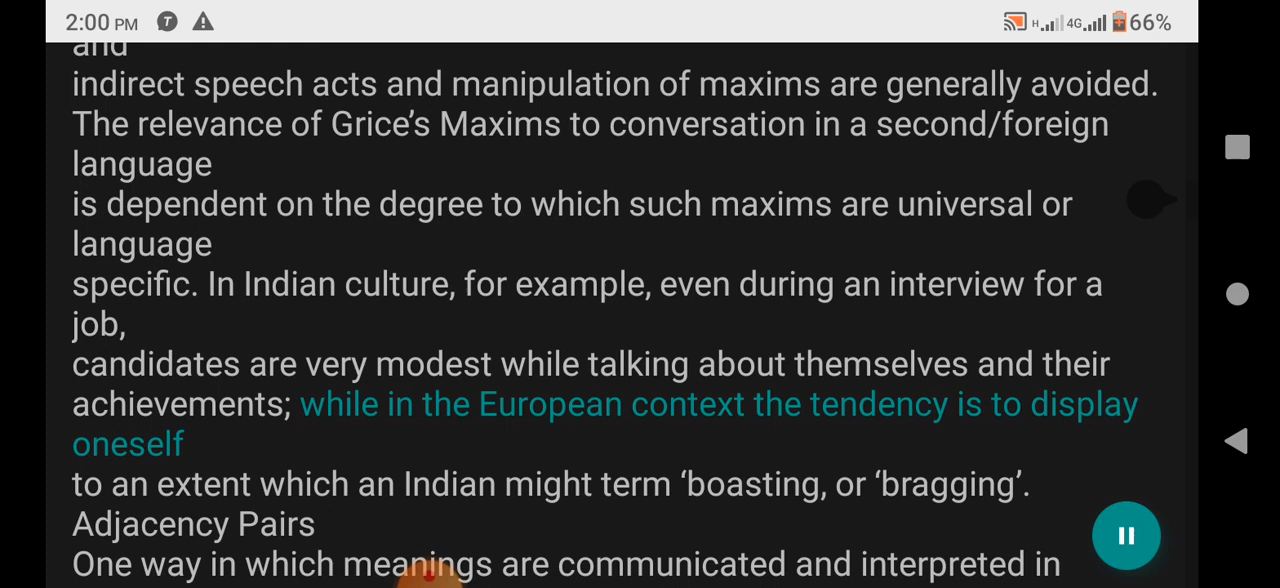 2:00 PM
H 4G 66%
and
indirect speech acts and manipulation of maxims are generally avoided.
The relevance of Grice’s Maxims to conversation in a second/foreign
language
is dependent on the degree to which such maxims are universal or
language
specific. In Indian culture, for example, even during an interview for a
job,
candidates are very modest while talking about themselves and their
achievements; while in the European context the tendency is to display
oneself
to an extent which an Indian might term ‘boasting, or ‘bragging’.
Adjacency Pairs
One way in which meanings are communicated and interpreted in